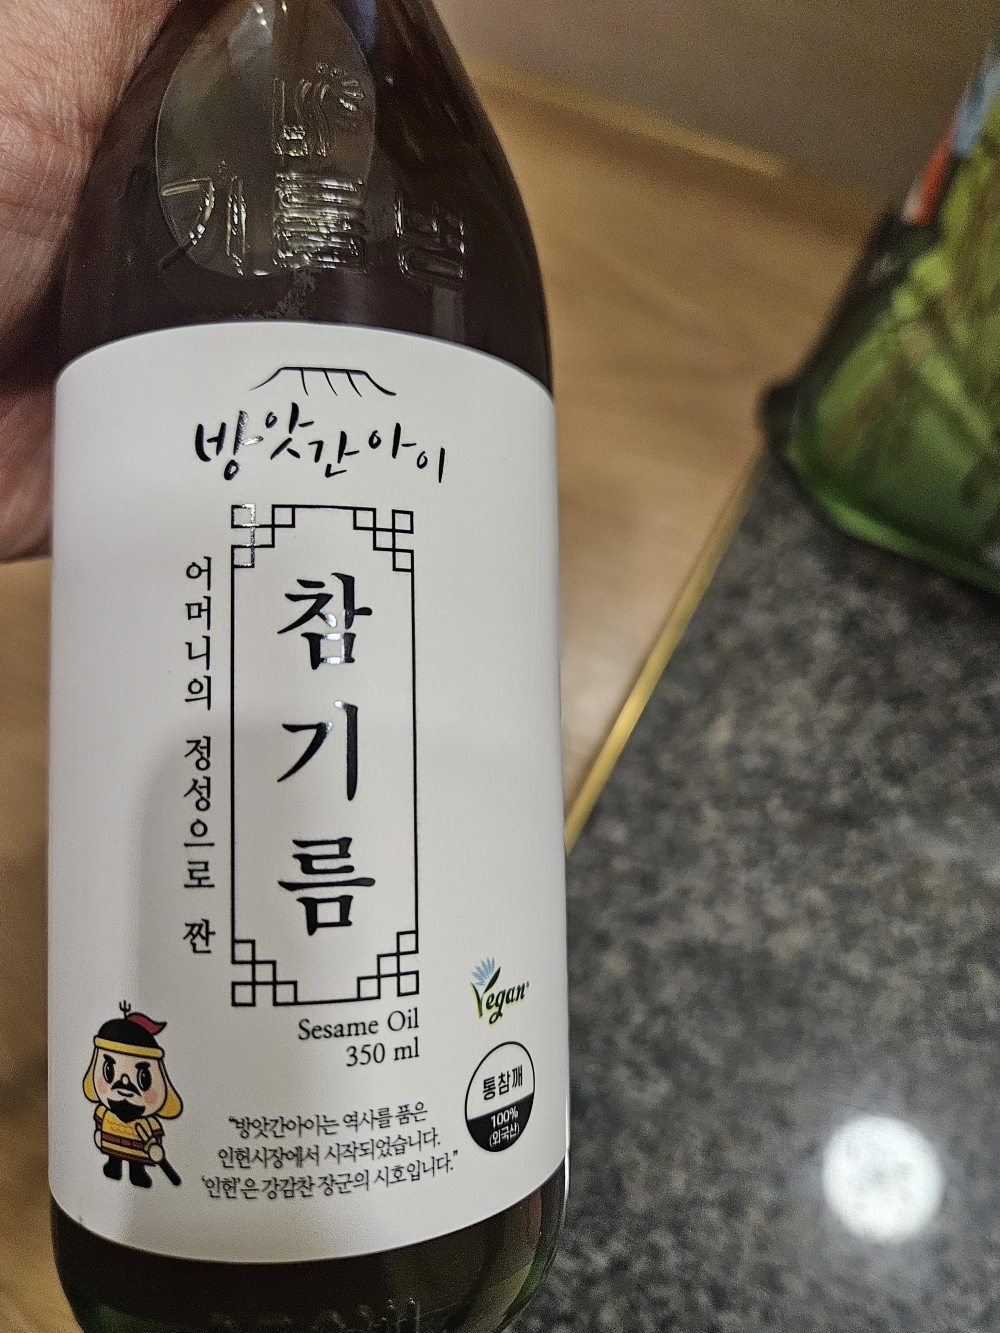 기름병
방앗간아이
어머니의 정성으로 짠
참기름
Sesame Oil
350 ml
Vegan
통참깨
100%
(외국산)
"방앗간아이는 역사를 품은
인헌시장에서 시작되었습니다.
'인헌'은 강감찬 장군의 시호입니다."